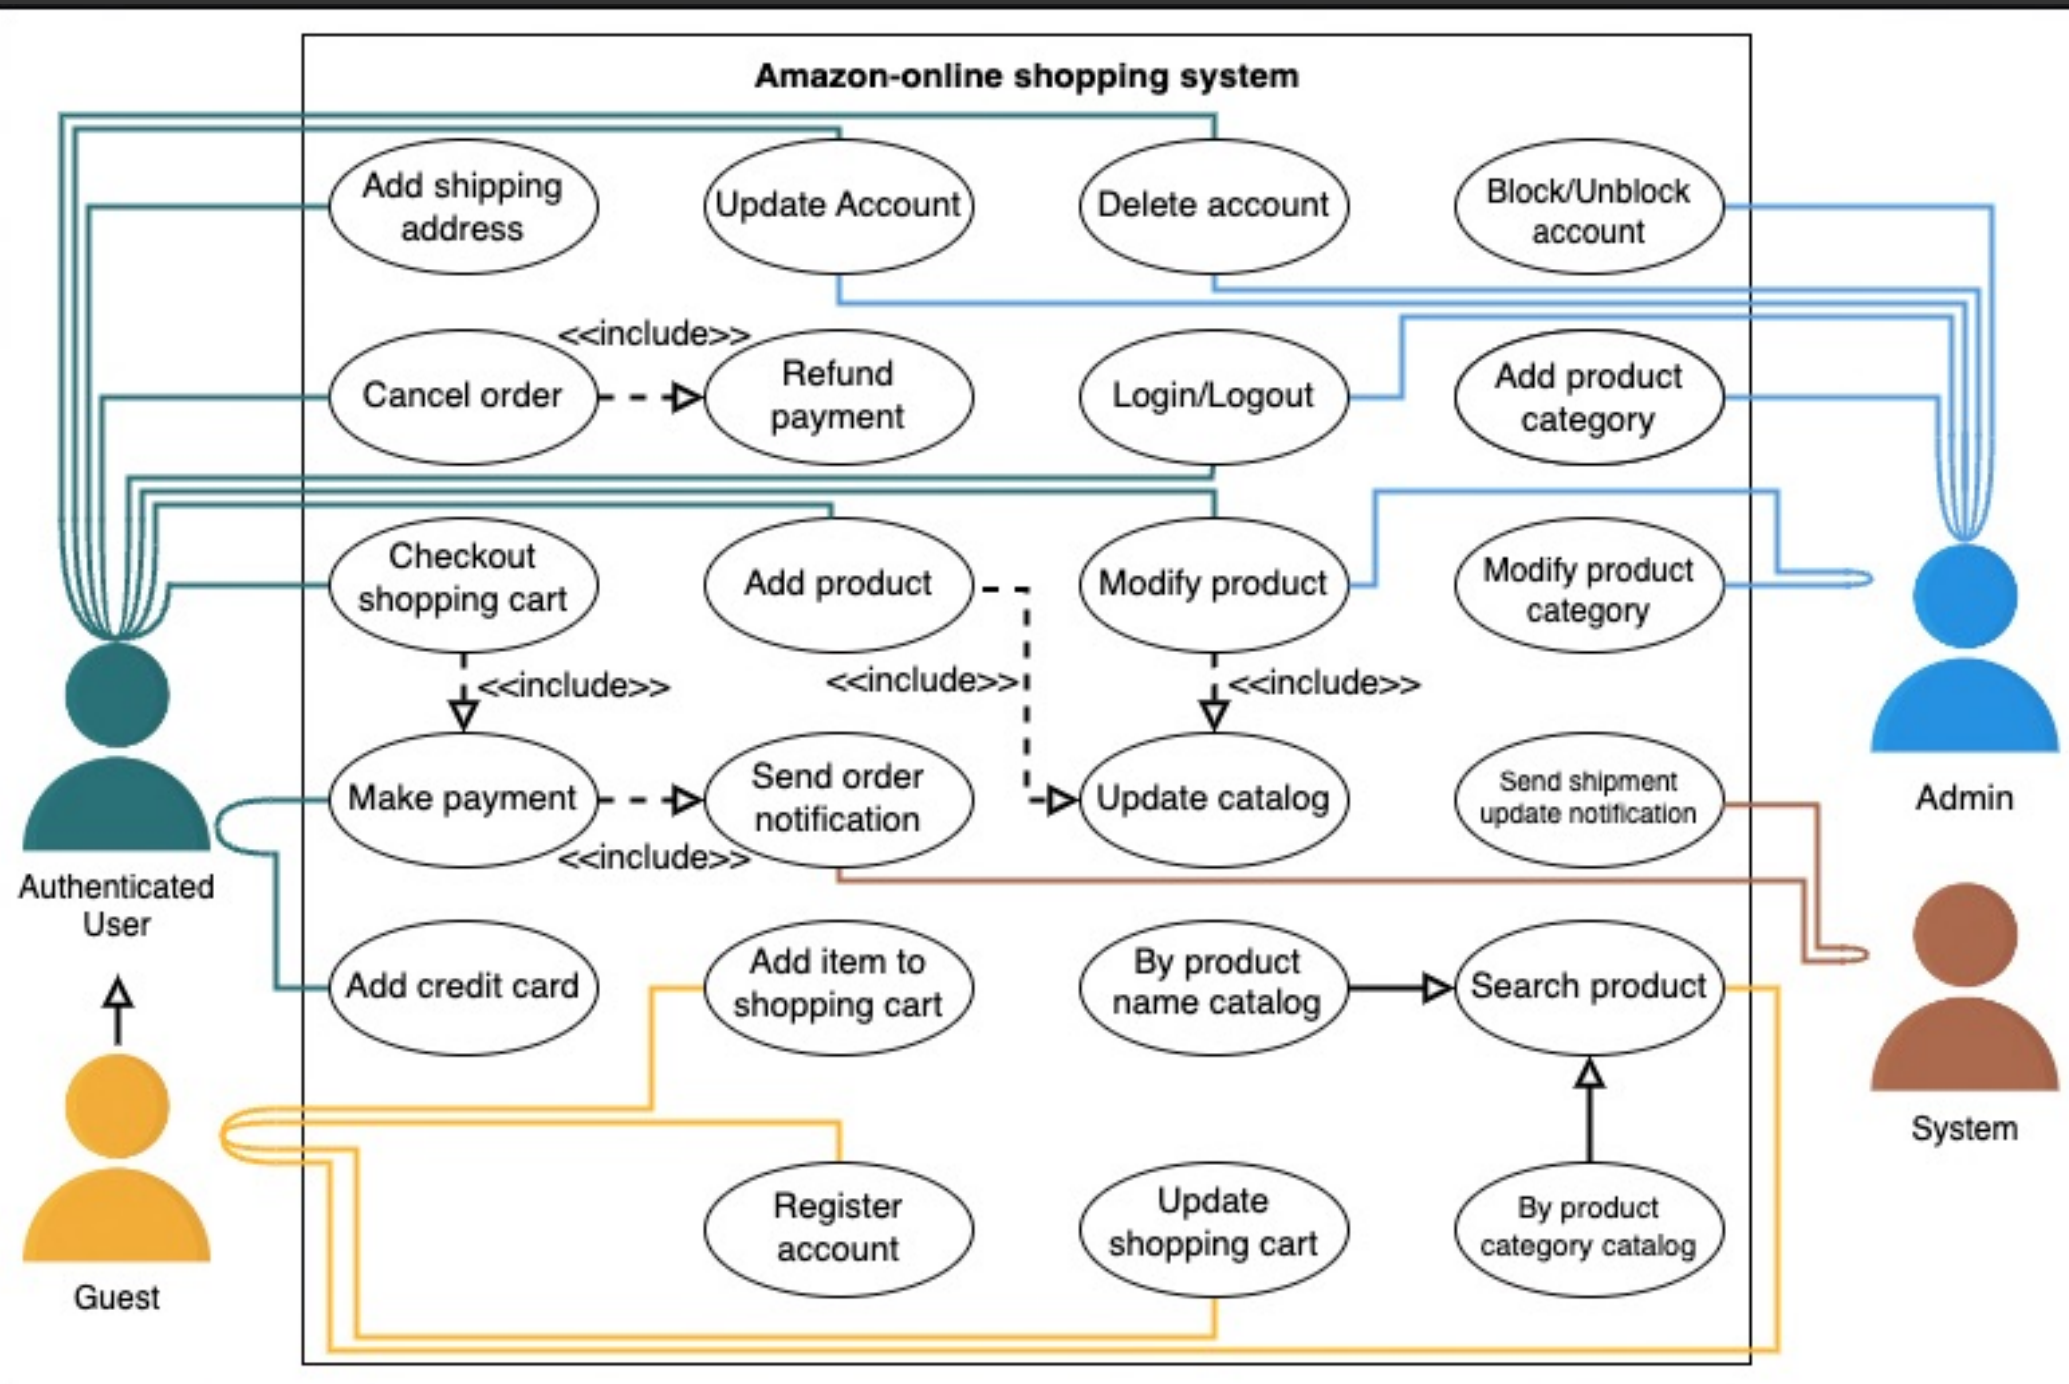 Amazon-online shopping system
Add shipping
address
Update Account
Delete account
Block/Unblock
account
<<include>>
Cancel order
Refund
payment
Login/Logout
Add product
category
Checkout
shopping cart
Add product
Modify product
Modify product
category
<<include>>
<<include>>
<<include>>
Make payment
Send order
notification
Update catalog
Send shipment
update notification
Admin
<<include>>
Authenticated
User
Add credit card
Add item to
shopping cart
By product
name catalog
Search product
System
Register
account
Update
shopping cart
By product
category catalog
Guest